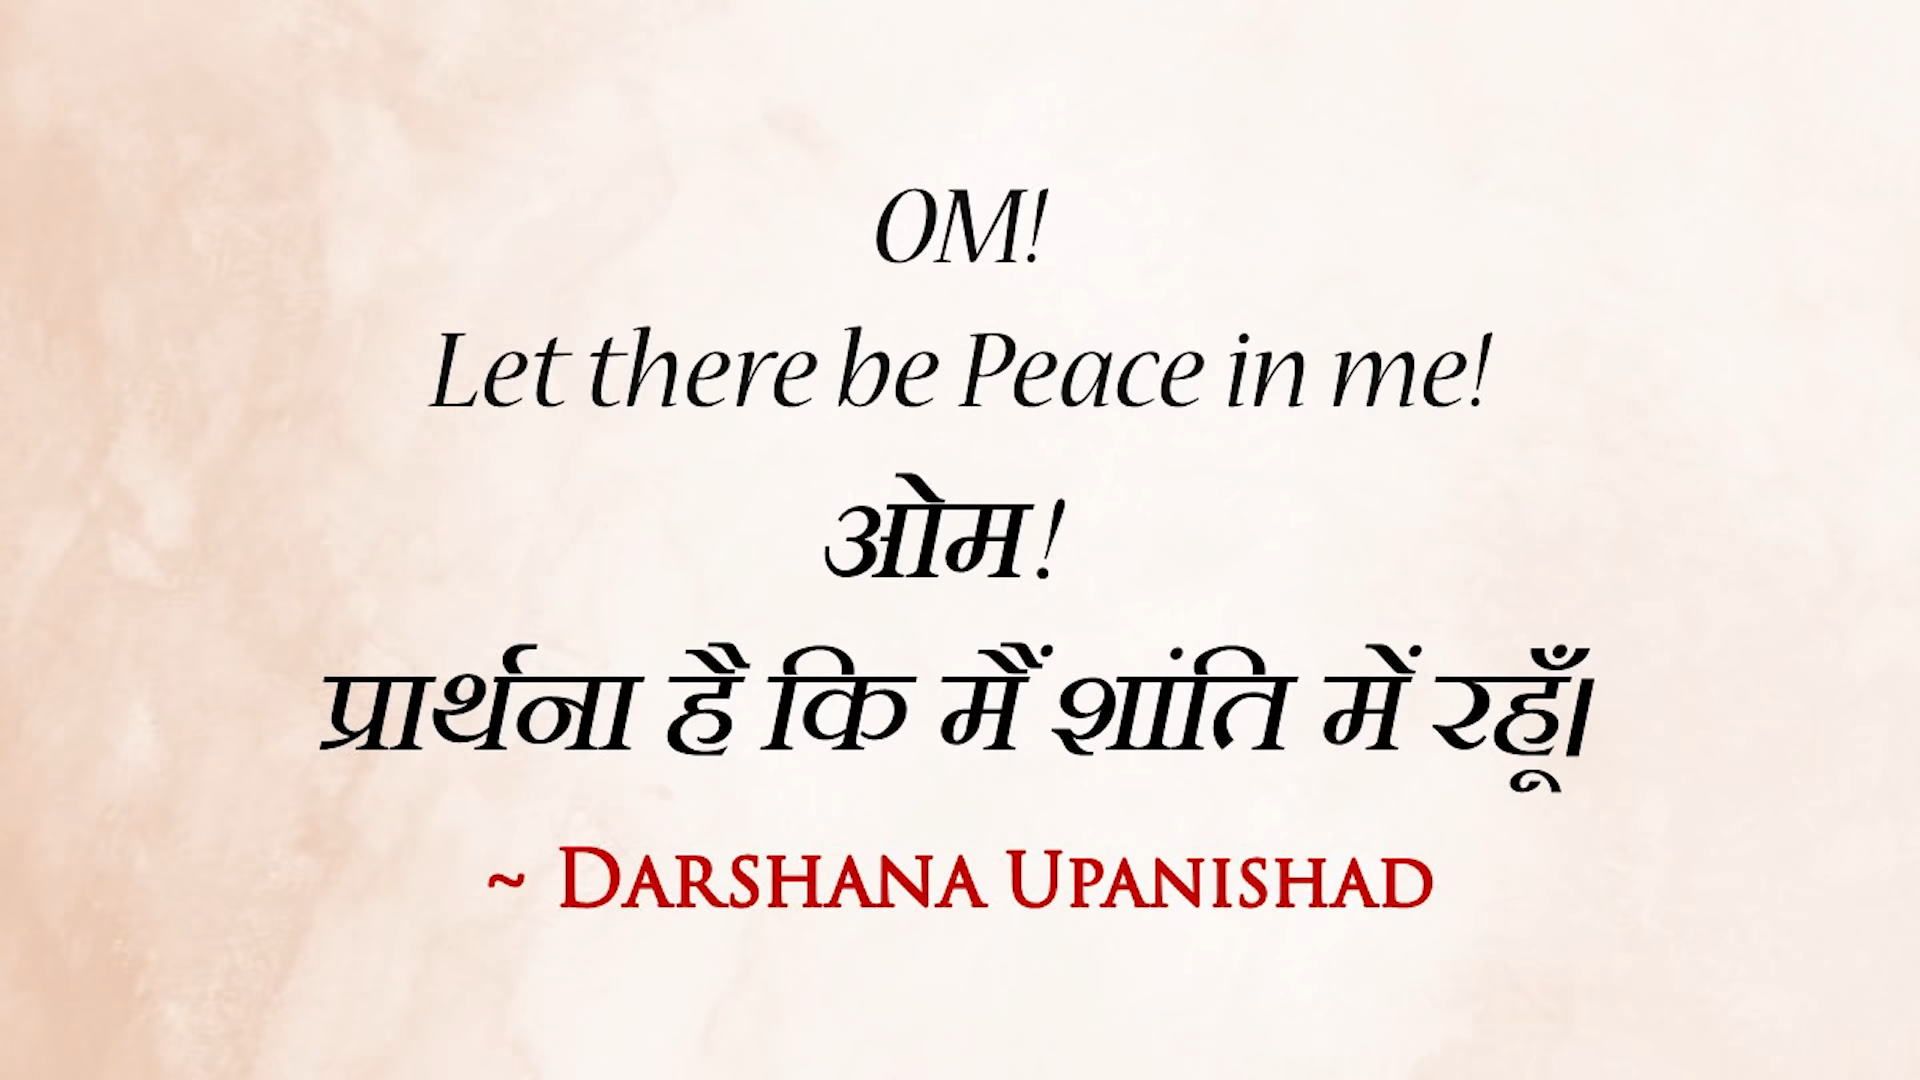 OM!
Let there be Peace in me!
ओम!
प्रार्थना है कि मैं शांति में रहूँ।
~ DARSHANA UPANISHAD